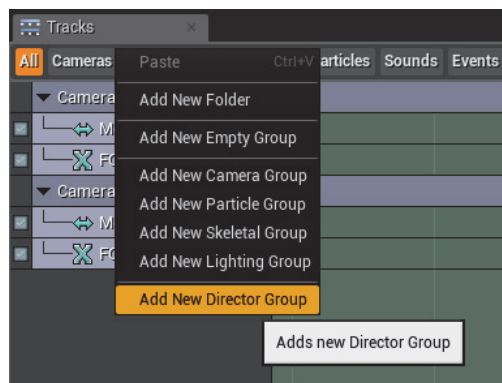 Tracks
All Cameras articles Sounds Events
Paste Ctrl+V
Camera
Add New Folder
Add New Empty Group
Add New Camera Group
Add New Particle Group
Camera
Add New Skeletal Group
Add New Lighting Group
Add New Director Group
Adds new Director Group